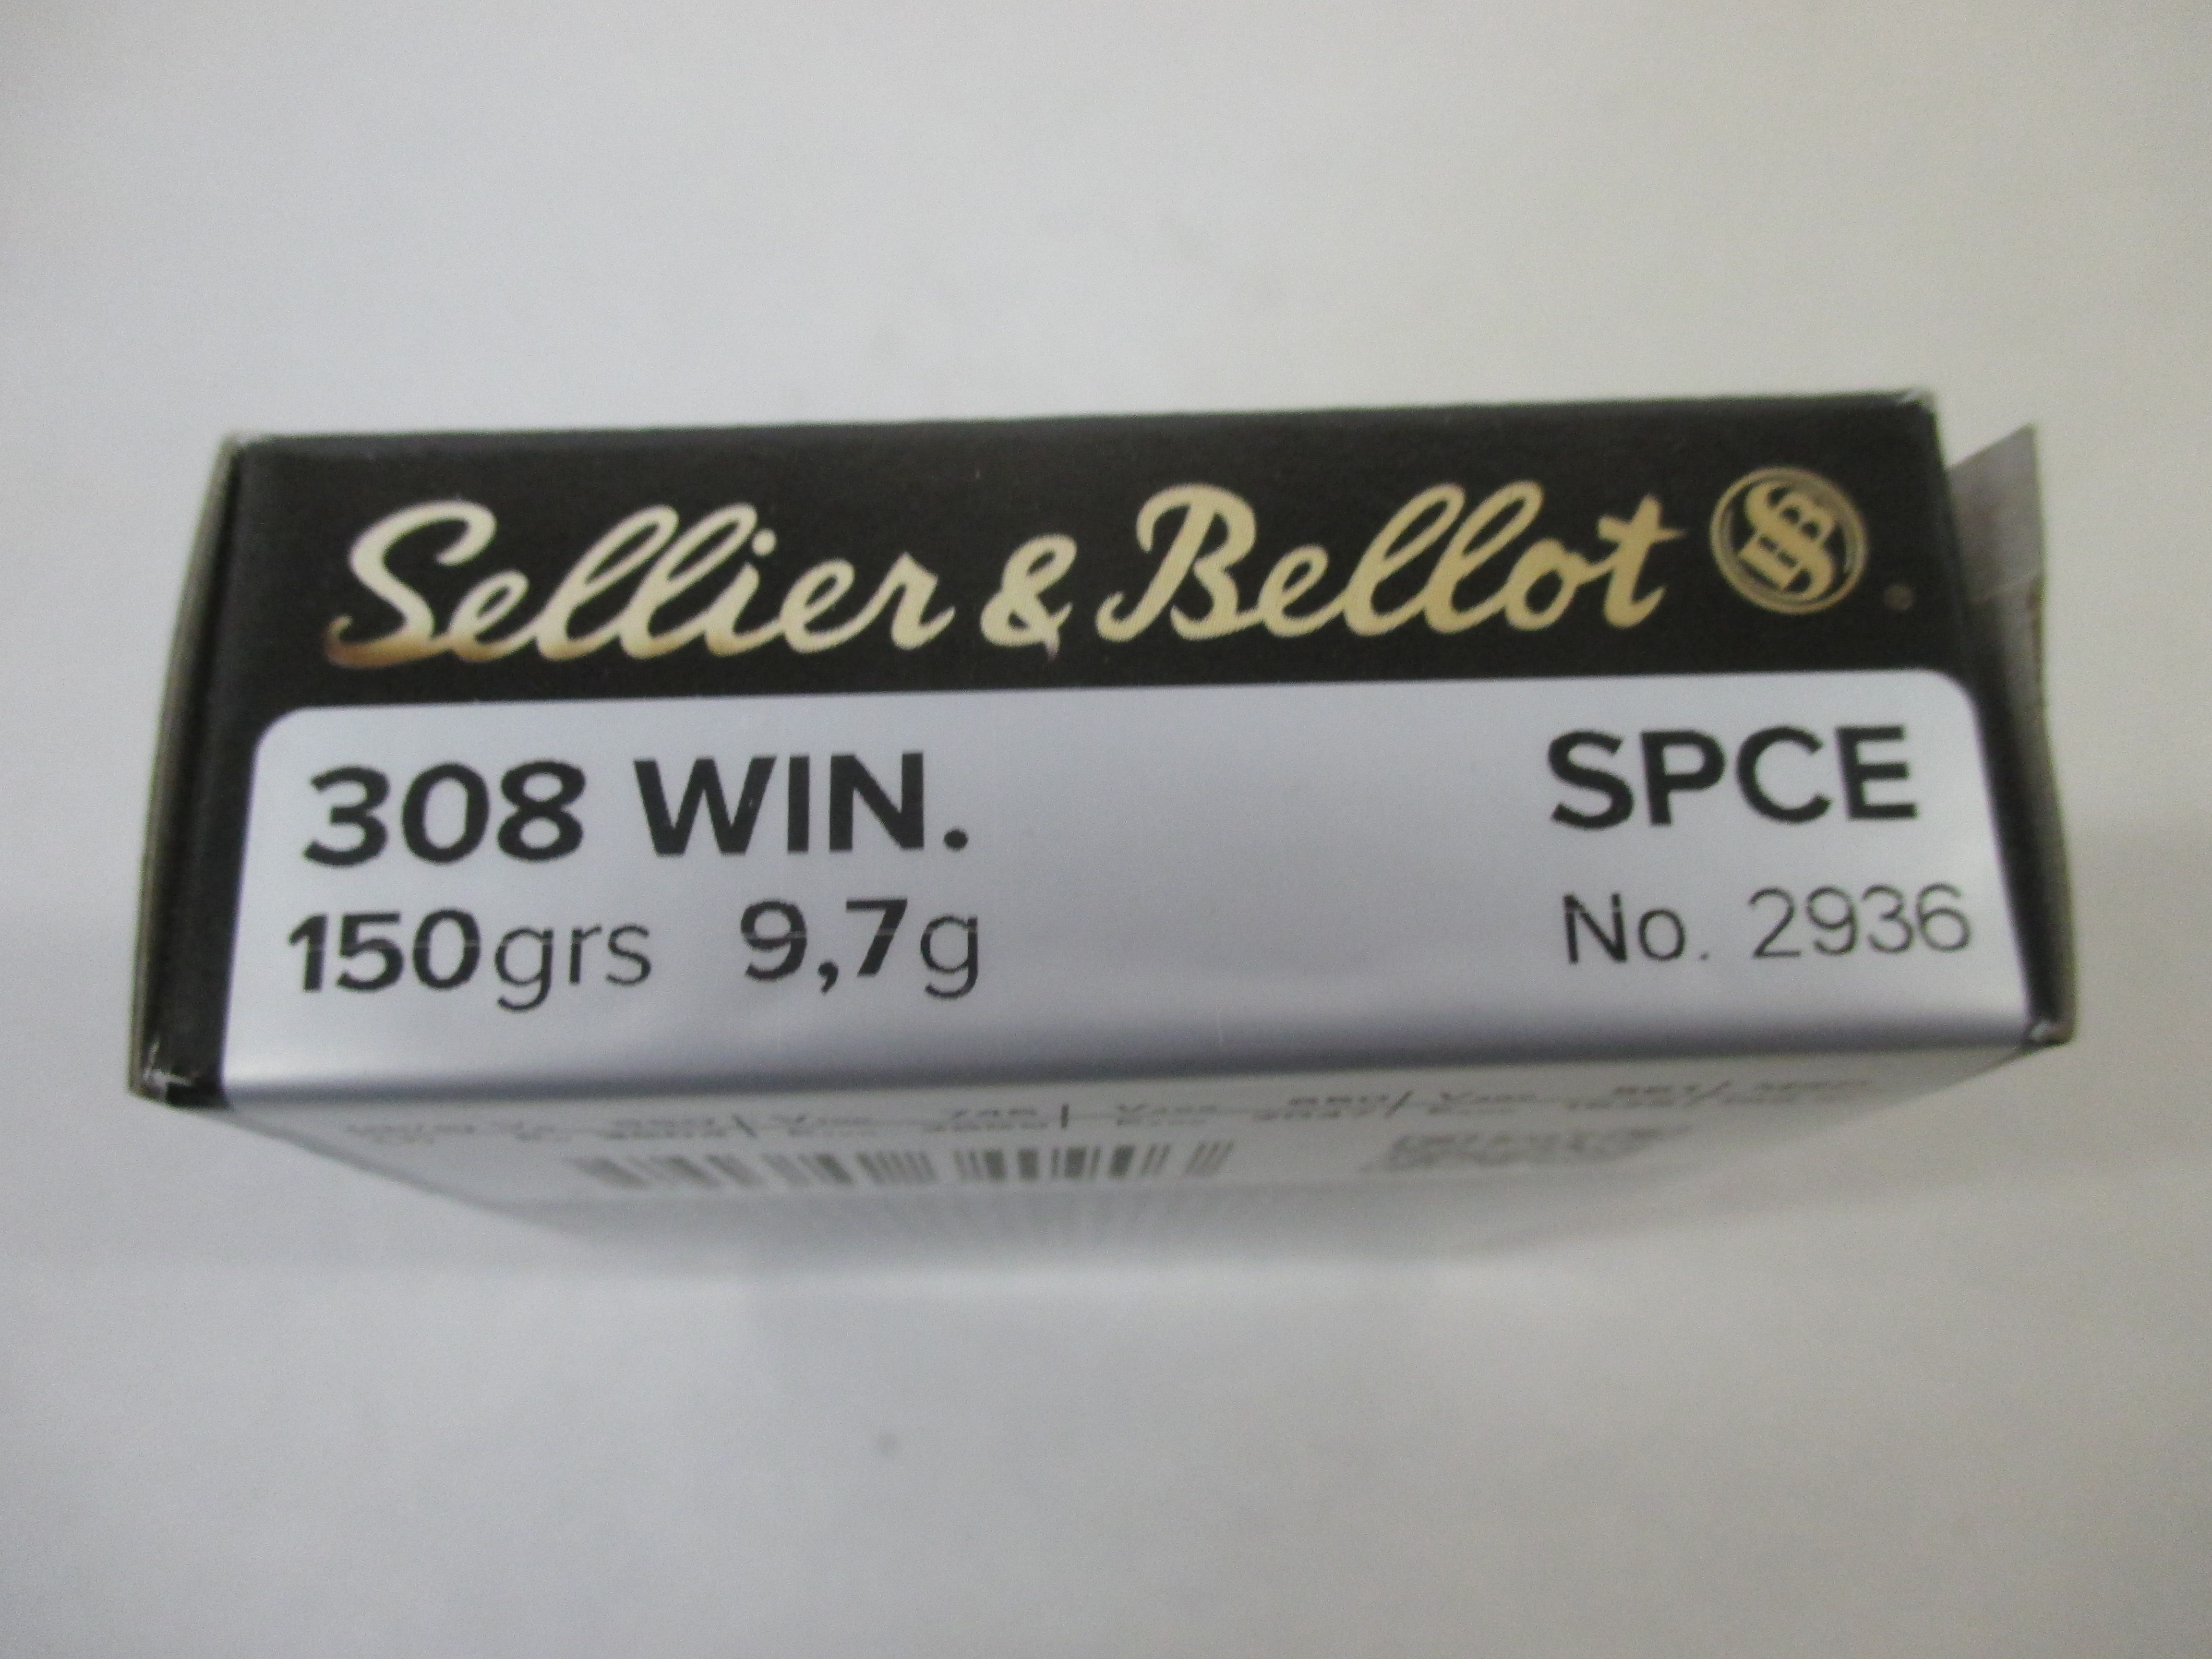 Sellier & Bellot
308 WIN. SPCE
150grs 9,7g No. 2936